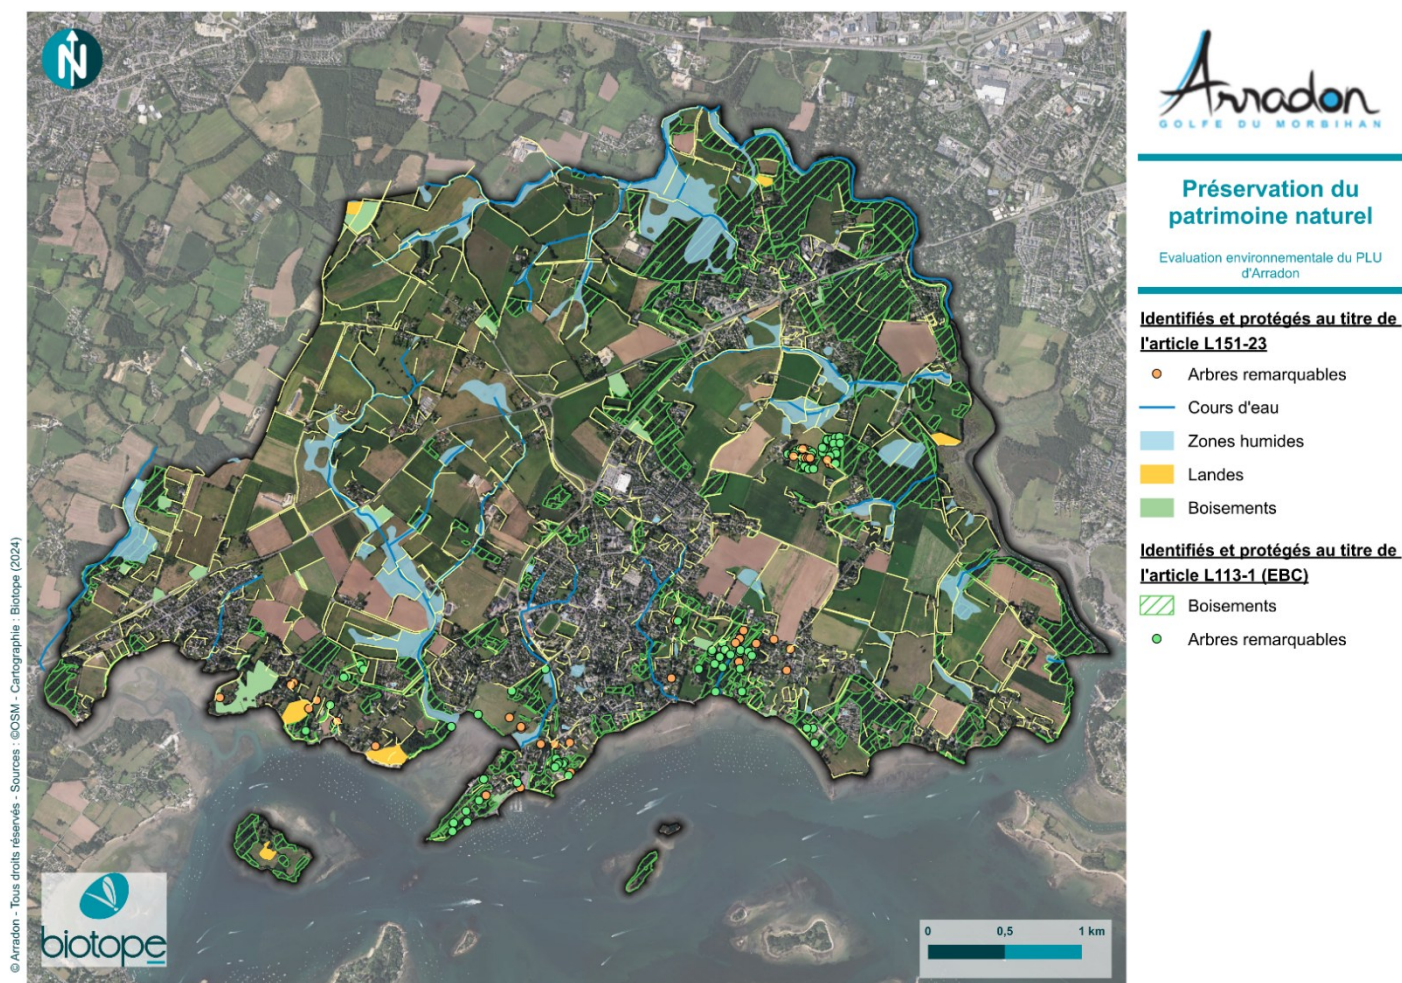 N
Arradon
GOLFE DU MORBIHAN
Préservation du
patrimoine naturel
Evaluation environnementale du PLU
d'Arradon
Identifiés et protégés au titre de
l'article L151-23
Arbres remarquables
Cours d'eau
Zones humides
Landes
Boisements
Identifiés et protégés au titre de
l'article L113-1 (EBC)
Boisements
Arbres remarquables
© Arradon - Tous droits réservés - Sources : ©OSM - Cartographie : Biotope (2024)
biotope
0 0,5 1 km